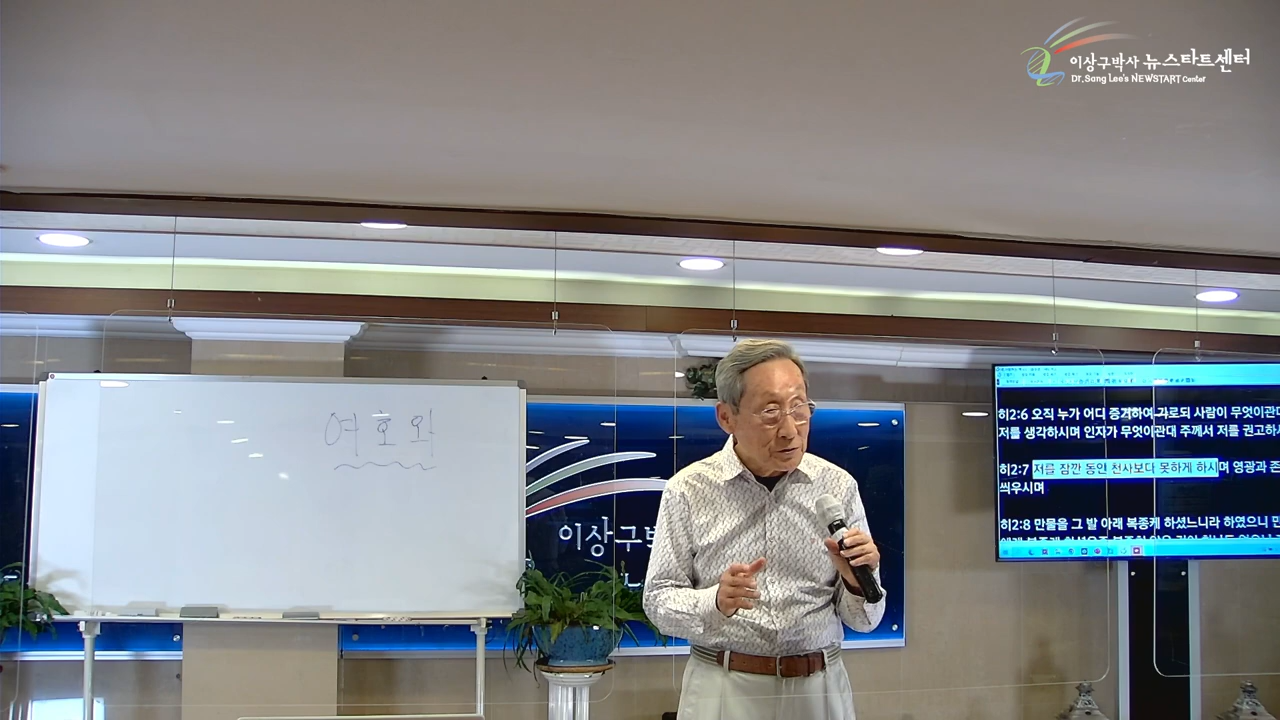 이상구박사 뉴스타트센터
Dr. Sang Lee's NEWSTART Center
여호와
이상구박
히2:6 오직 누가 어디 증거하여 가로되 사람이 무엇이관대
저를 생각하시며 인자가 무엇이관대 주께서 저를 권고하시
히2:7 저를 잠깐 동안 천사보다 못하게 하시며 영광과 존
씌우시며
히2:8 만물을 그 발 아래 복종케 하셨느니라 하였으니